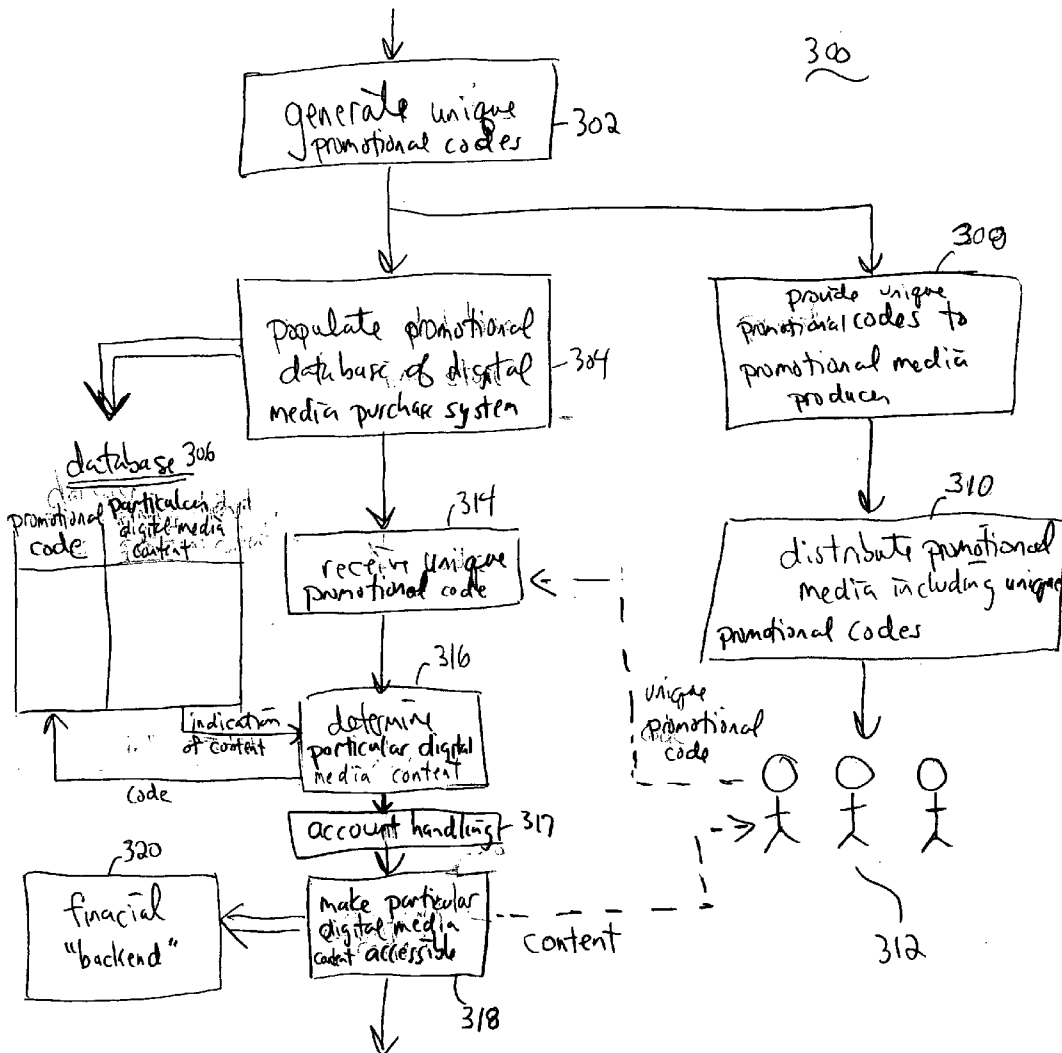 300
generate unique
promotional codes
302
308
provide unique
promotional codes to
promotional media
producer
populate promotional
database of digital
media purchase system
304
database 306
promotional
code
particular
digital media
content
314
receive unique
promotional code
310
distribute promotional
media including unique
promotional codes
316
determine
particular digital
media content
indication
of content
code
unique
promotional
code
account handling
317
320
finacial
"backend"
make particular
digital media
content accessible
318
content
312